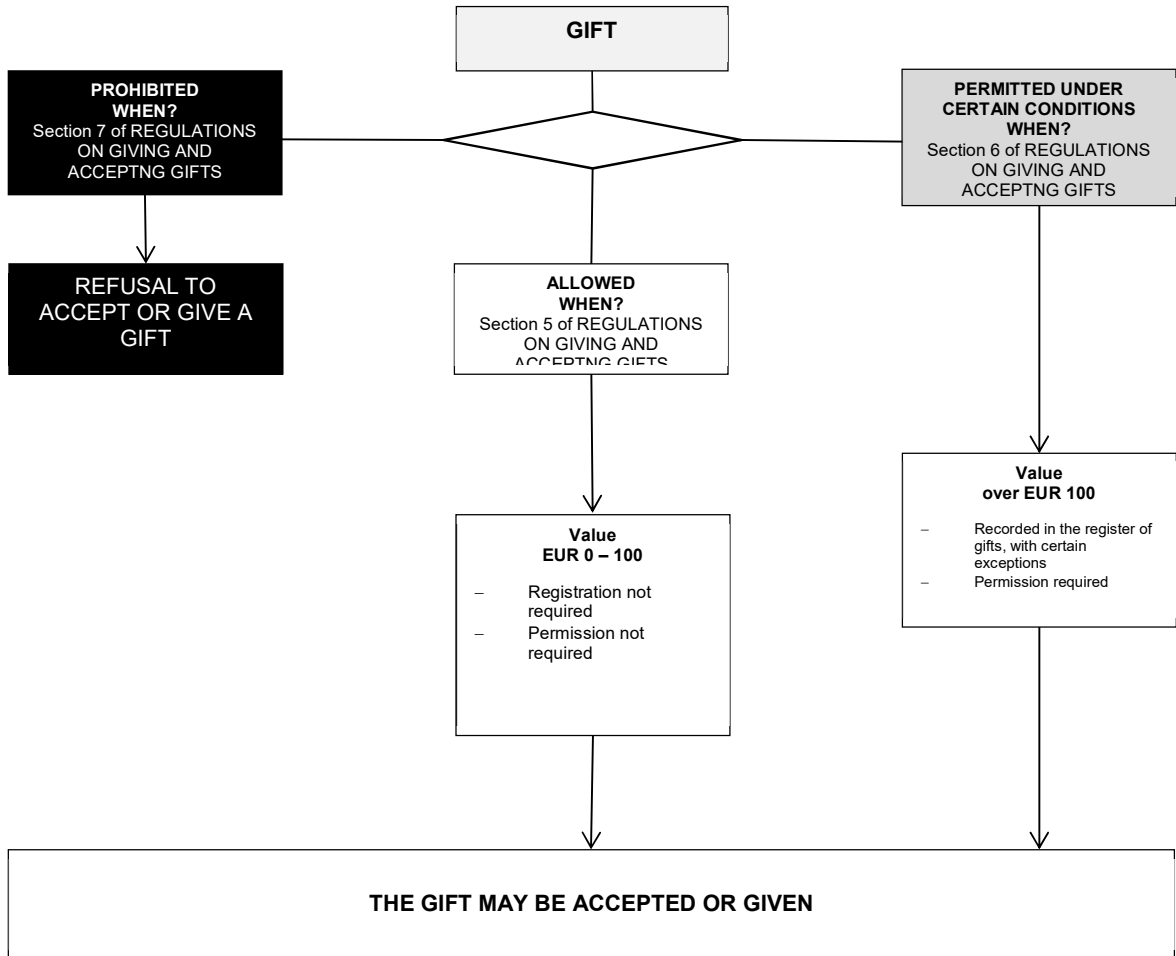 GIFT
PROHIBITED
WHEN?
Section 7 of REGULATIONS
ON GIVING AND
ACCEPTNG GIFTS
PERMITTED UNDER
CERTAIN CONDITIONS
WHEN?
Section 6 of REGULATIONS
ON GIVING AND
ACCEPTNG GIFTS
REFUSAL TO
ACCEPT OR GIVE A
GIFT
ALLOWED
WHEN?
Section 5 of REGULATIONS
ON GIVING AND
ACCEPTNG GIFTS
Value
over EUR 100
– Recorded in the register of
gifts, with certain
exceptions
– Permission required
Value
EUR 0 – 100
– Registration not
required
– Permission not
required
THE GIFT MAY BE ACCEPTED OR GIVEN